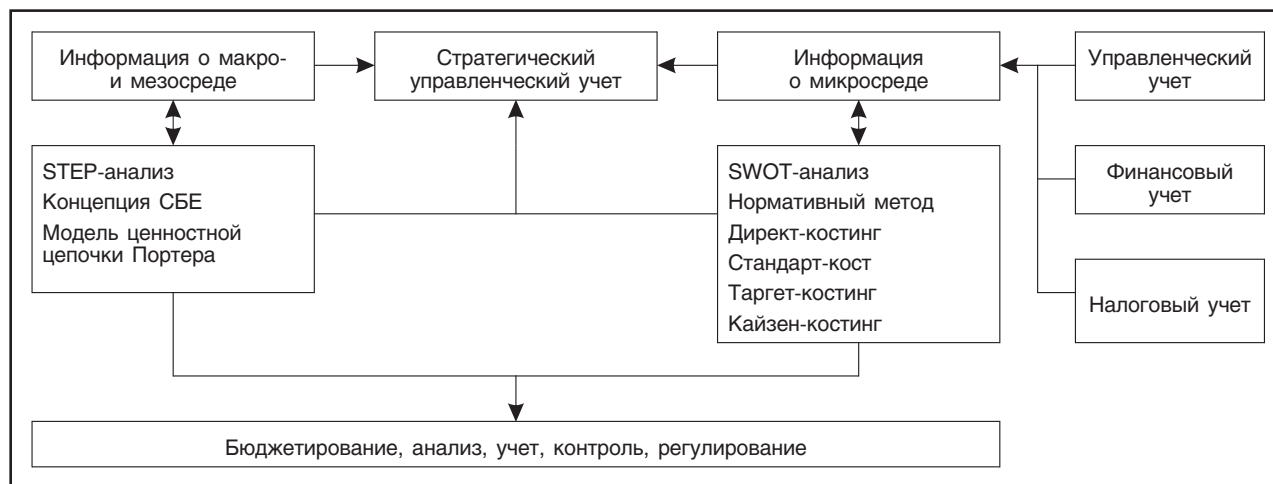 Информация о макро-
и мезосреде
Стратегический
управленческий учет
Информация
о микросреде
Управленческий
учет
STEP-анализ
Концепция СБЕ
Модель ценностной
цепочки Портера
SWOT-анализ
Нормативный метод
Директ-костинг
Стандарт-кост
Таргет-костинг
Кайзен-костинг
Финансовый
учет
Налоговый учет
Бюджетирование, анализ, учет, контроль, регулирование